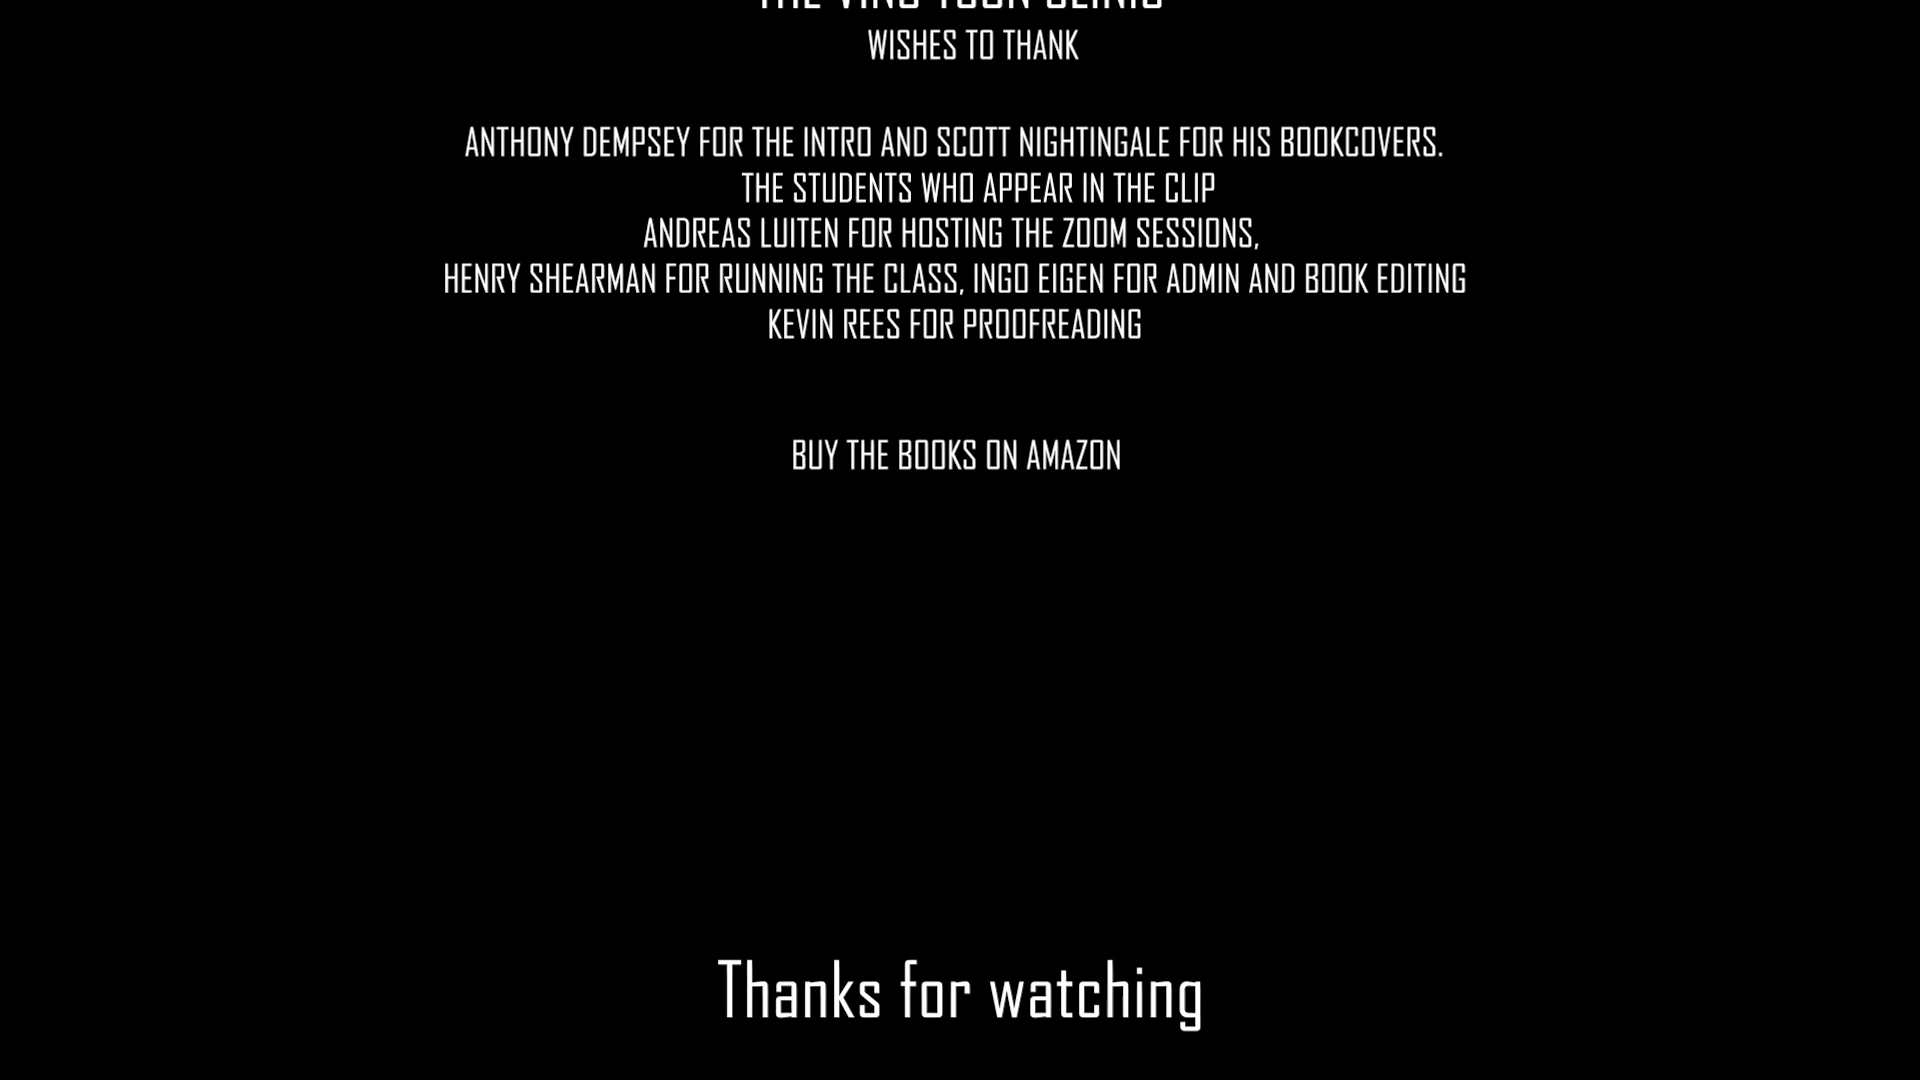 WISHES TO THANK
ANTHONY DEMPSEY FOR THE INTRO AND SCOTT NIGHTINGALE FOR HIS BOOKCOVERS.
THE STUDENTS WHO APPEAR IN THE CLIP
ANDREAS LUITEN FOR HOSTING THE ZOOM SESSIONS,
HENRY SHEARMAN FOR RUNNING THE CLASS, INGO EIGEN FOR ADMIN AND BOOK EDITING
KEVIN REES FOR PROOFREADING
BUY THE BOOKS ON AMAZON
Thanks for watching